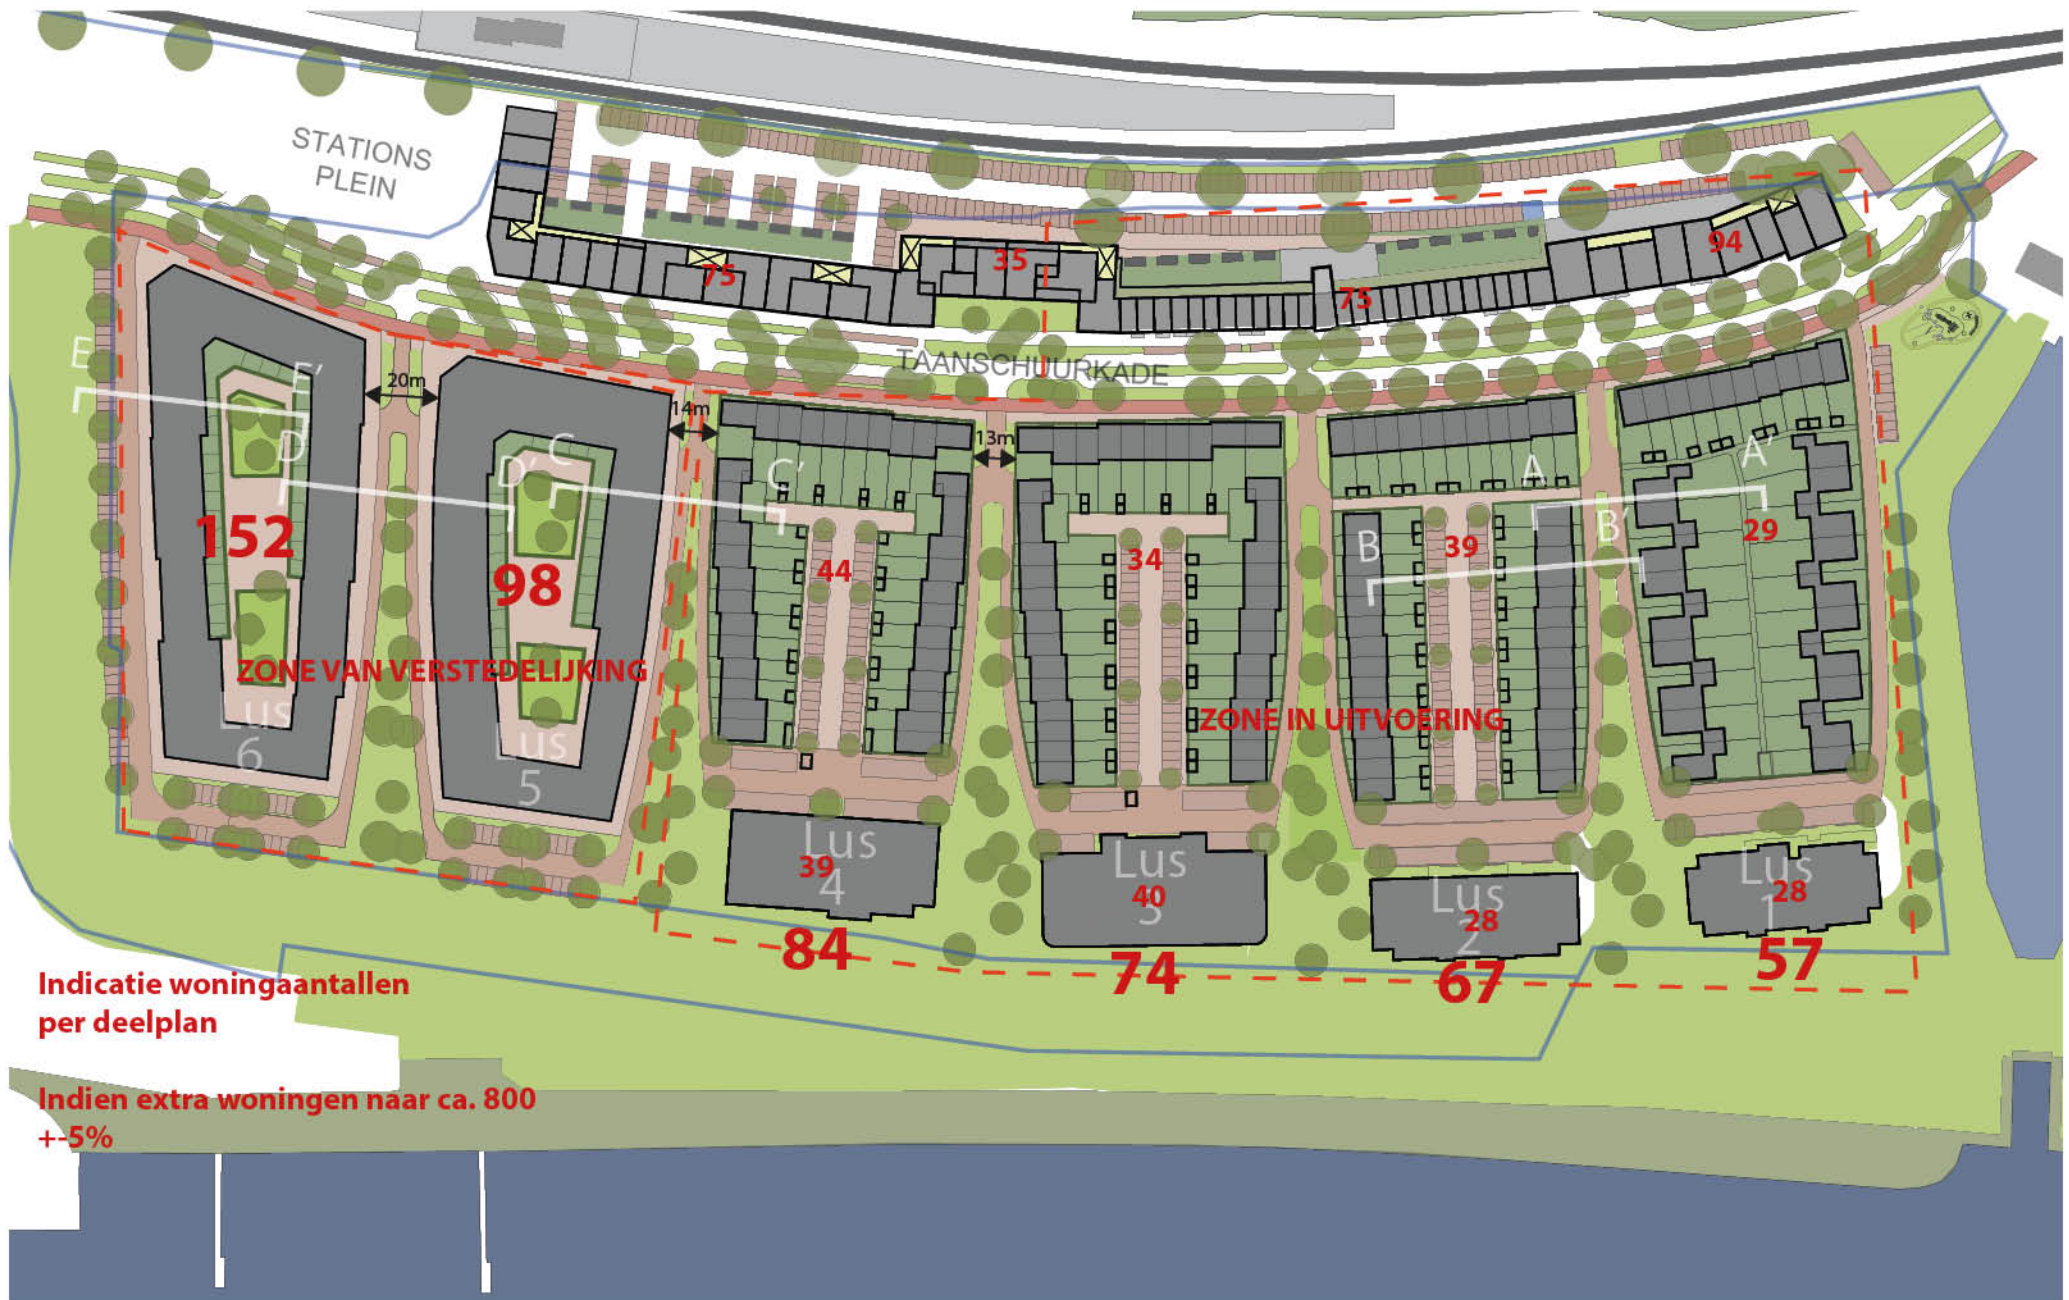 STATIONS
PLEIN
75
35
75
94
TAANSCHUURKADE
E
E'
20m
14m
13m
D
D'
C
C'
A
A'
B
B'
152
98
44
34
39
29
ZONE VAN VERSTEDELIJKING
ZONE IN UITVOERING
Lus
6
Lus
5
Lus
39
4
Lus
40
3
Lus
28
2
Lus
28
1
84
74
67
57
Indicatie woningaantallen
per deelplan
Indien extra woningen naar ca. 800
+-5%